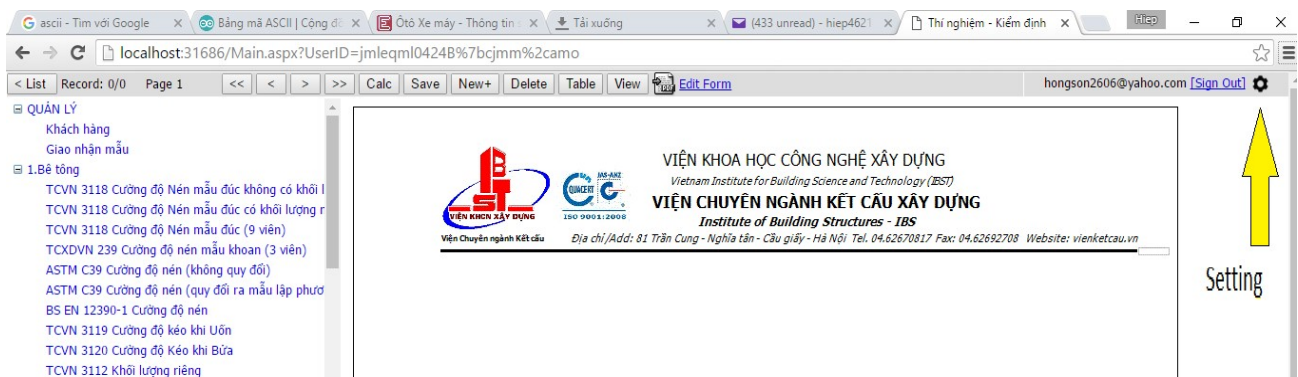 ascii - Tìm với Google
Bảng mã ASCII | Cộng đồ
Ôtô Xe máy - Thông tin
Tải xuống
(433 unread) - hiep4621
Thí nghiệm - Kiểm định
Hiep
localhost:31686/Main.aspx?UserID=jmleqml0424B%7bcjmm%2camo
< List Record: 0/0 Page 1 << < > >> Calc Save New+ Delete Table View Edit Form hongson2606@yahoo.com [Sign Out]
QUẢN LÝ
Khách hàng
Giao nhận mẫu
1.Bê tông
TCVN 3118 Cường độ Nén mẫu đúc không có khối l
TCVN 3118 Cường độ Nén mẫu đúc có khối lượng r
TCVN 3118 Cường độ Nén mẫu đúc (9 viên)
TCXDVN 239 Cường độ nén mẫu khoan (3 viên)
ASTM C39 Cường độ nén (không quy đổi)
ASTM C39 Cường độ nén (quy đổi ra mẫu lập phươ
BS EN 12390-1 Cường độ nén
TCVN 3119 Cường độ kéo khi Uốn
TCVN 3120 Cường độ Kéo khi Bửa
TCVN 3112 Khối lượng riêng
IBST
VIỆN KHCN XÂY DỰNG
Viện Chuyên ngành Kết cấu
JAS-ANZ
QUACERT
ISO 9001:2008
VIỆN KHOA HỌC CÔNG NGHỆ XÂY DỰNG
Vietnam Institute for Building Science and Technology (IBST)
VIỆN CHUYÊN NGÀNH KẾT CẤU XÂY DỰNG
Institute of Building Structures - IBS
Địa chỉ/Add: 81 Trần Cung - Nghĩa tân - Cầu giấy - Hà Nội Tel. 04.62670817 Fax: 04.62692708 Website: vienketcau.vn
Setting